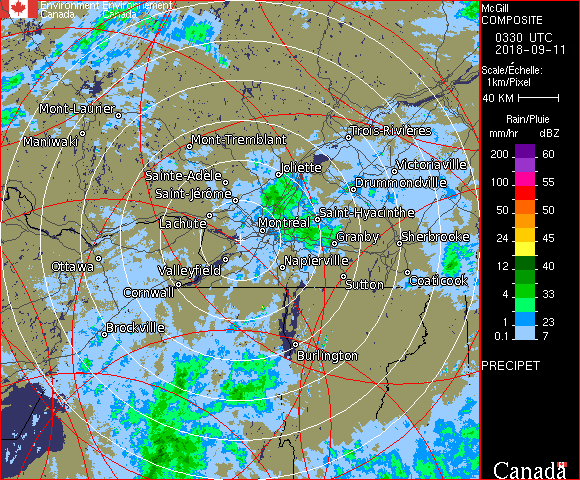 Environment Environnement
Canada Canada
McGill
COMPOSITE
0330 UTC
2018-09-11
Scale/Échelle:
1km/Pixel
40 KM
Rain/Pluie
mm/hr dBZ
200 60
100 55
50 50
24 45
12 40
4 33
1 23
0.1 7
PRECIPET
Canada
Mont-Laurier
Maniwaki
Mont-Tremblant
Trois-Rivières
Sainte-Adèle
Joliette
Victoriaville
Saint-Jérôme
Drummondville
Lachute
Montréal
Saint-Hyacinthe
Granby
Sherbrooke
Ottawa
Valleyfield
Napierville
Cornwall
Sutton
Coaticook
Brockville
Burlington